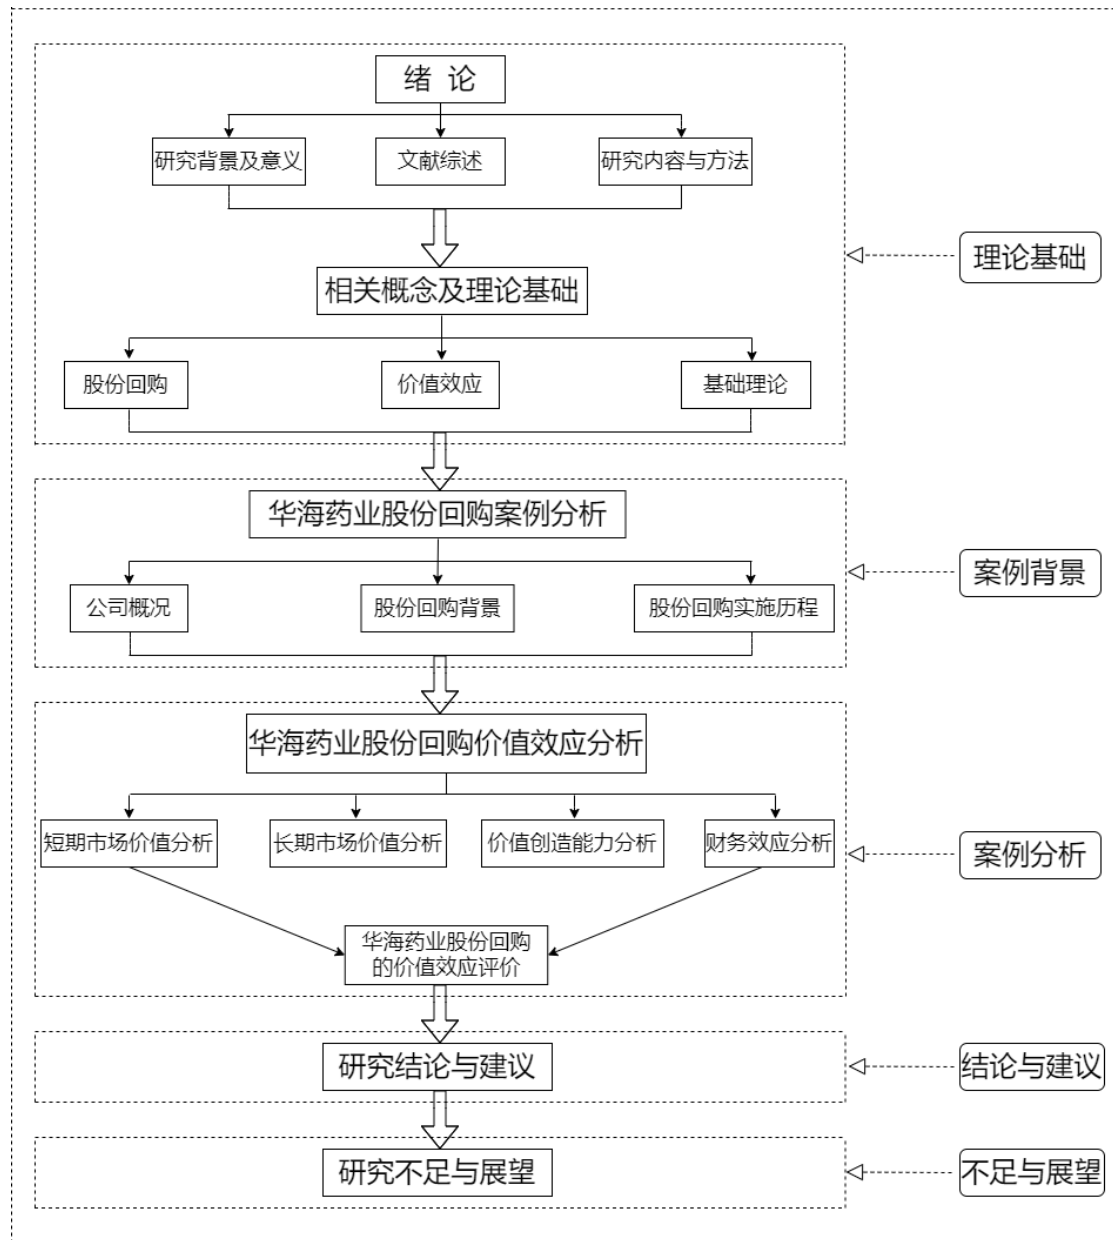 绪 论
研究背景及意义
文献综述
研究内容与方法
理论基础
相关概念及理论基础
股份回购
价值效应
基础理论
华海药业股份回购案例分析
案例背景
公司概况
股份回购背景
股份回购实施历程
华海药业股份回购价值效应分析
短期市场价值分析
长期市场价值分析
价值创造能力分析
财务效应分析
案例分析
华海药业股份回购
的价值效应评价
研究结论与建议
结论与建议
研究不足与展望
不足与展望